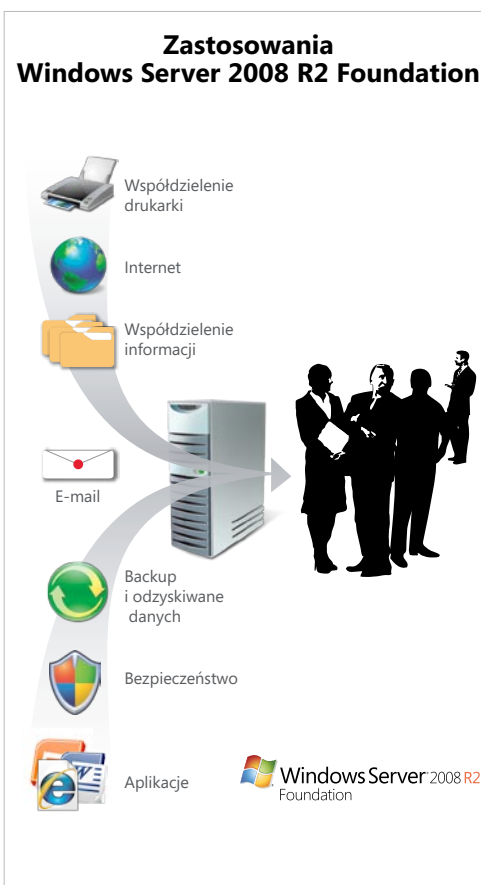 Zastosowania
Windows Server 2008 R2 Foundation
Współdzielenie
drukarki
Internet
Współdzielenie
informacji
E-mail
Backup
i odzyskiwane
danych
Bezpieczeństwo
Aplikacje
Windows Server 2008 R2
Foundation